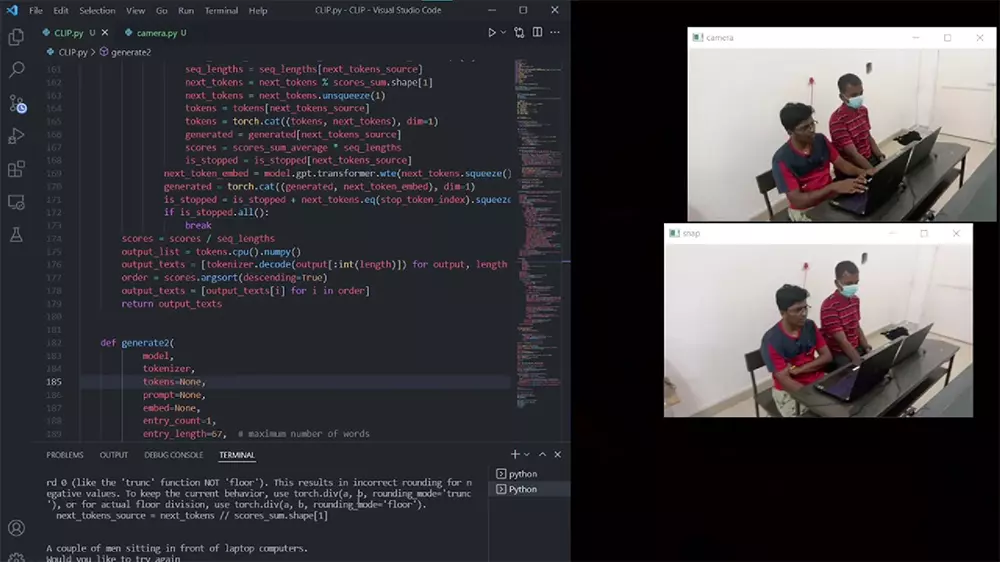 File Edit Selection View Go Run Terminal Help CLIP.py - CLIP - Visual Studio Code
CLIP.py U camera.py U
CLIP.py > generate2
161 seq_lengths = seq_lengths[next_tokens_source]
162 next_tokens = next_tokens % scores_sum.shape[1]
163 next_tokens = next_tokens.unsqueeze(1)
164 tokens = tokens[next_tokens_source]
165 tokens = torch.cat((tokens, next_tokens), dim=1)
166 generated = generated[next_tokens_source]
167 scores = scores_sum_average * seq_lengths
168 is_stopped = is_stopped[next_tokens_source]
169 next_token_embed = model.gpt.transformer.wte(next_tokens.squeeze()
170 generated = torch.cat((generated, next_token_embed), dim=1)
171 is_stopped = is_stopped + next_tokens.eq(stop_token_index).squeeze
172 if is_stopped.all():
173 break
174 scores = scores / seq_lengths
175 output_list = tokens.cpu().numpy()
176 output_texts = [tokenizer.decode(output[:int(length)]) for output, length
177 order = scores.argsort(descending=True)
178 output_texts = [output_texts[i] for i in order]
179 return output_texts
180
181
182 def generate2(
183 model,
184 tokenizer,
185 tokens=None,
186 prompt=None,
187 embed=None,
188 entry_count=1,
189 entry_length=67, # maximum number of words
PROBLEMS OUTPUT DEBUG CONSOLE TERMINAL
rd 0 (like the 'trunc' function NOT 'floor'). This results in incorrect rounding for n
egative values. To keep the current behavior, use torch.div(a, b, rounding_mode='trunc
'), or for actual floor division, use torch.div(a, b, rounding_mode='floor').
next_tokens_source = next_tokens // scores_sum.shape[1]
A couple of men sitting in front of laptop computers.
Would you like to try again
python
Python
camera
snap